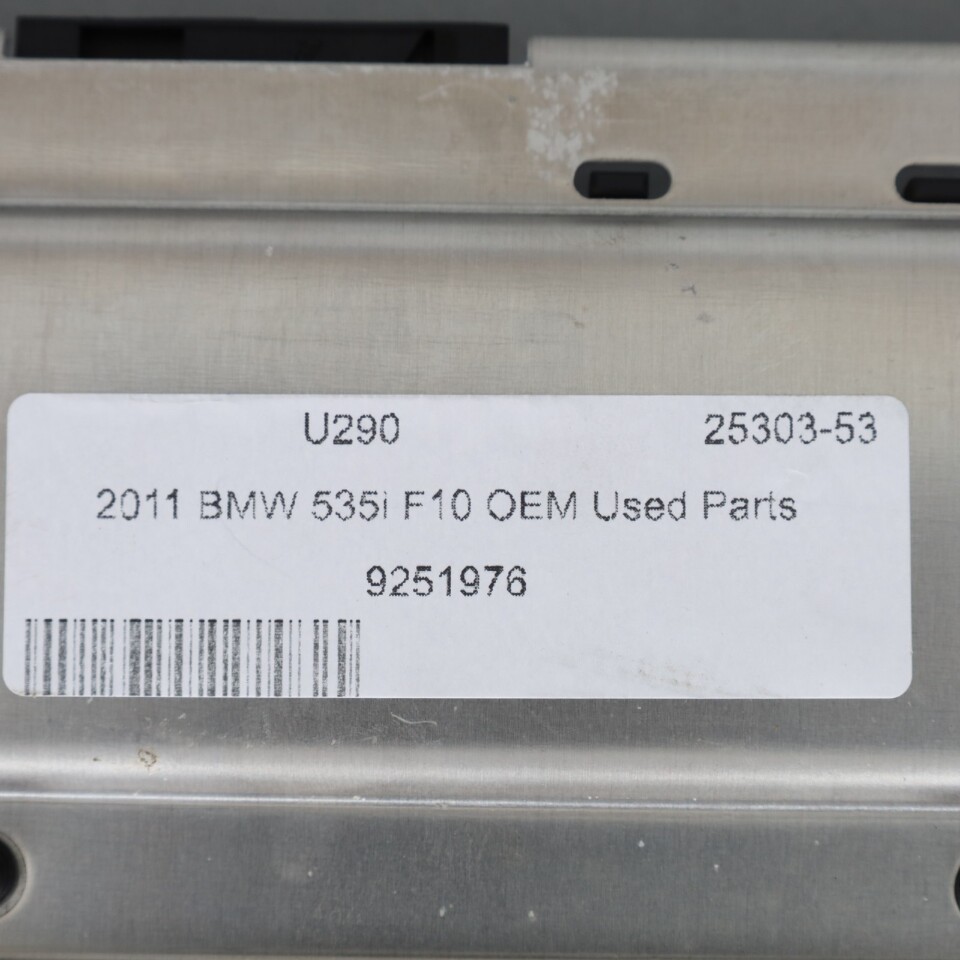 U290 25303-53
2011 BMW 535i F10 OEM Used Parts
9251976